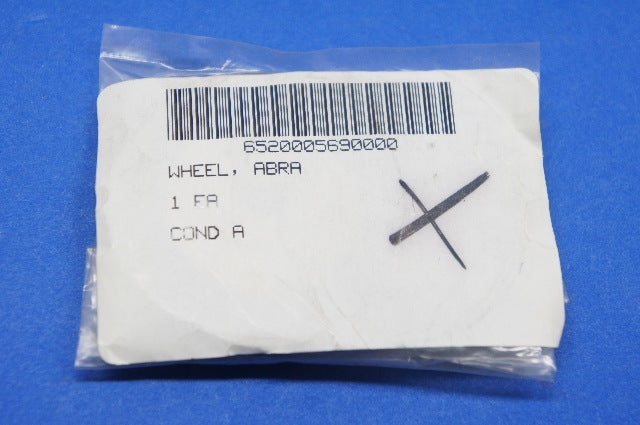 6520005690000
WHEEL, ABRA
1 EA
COND A